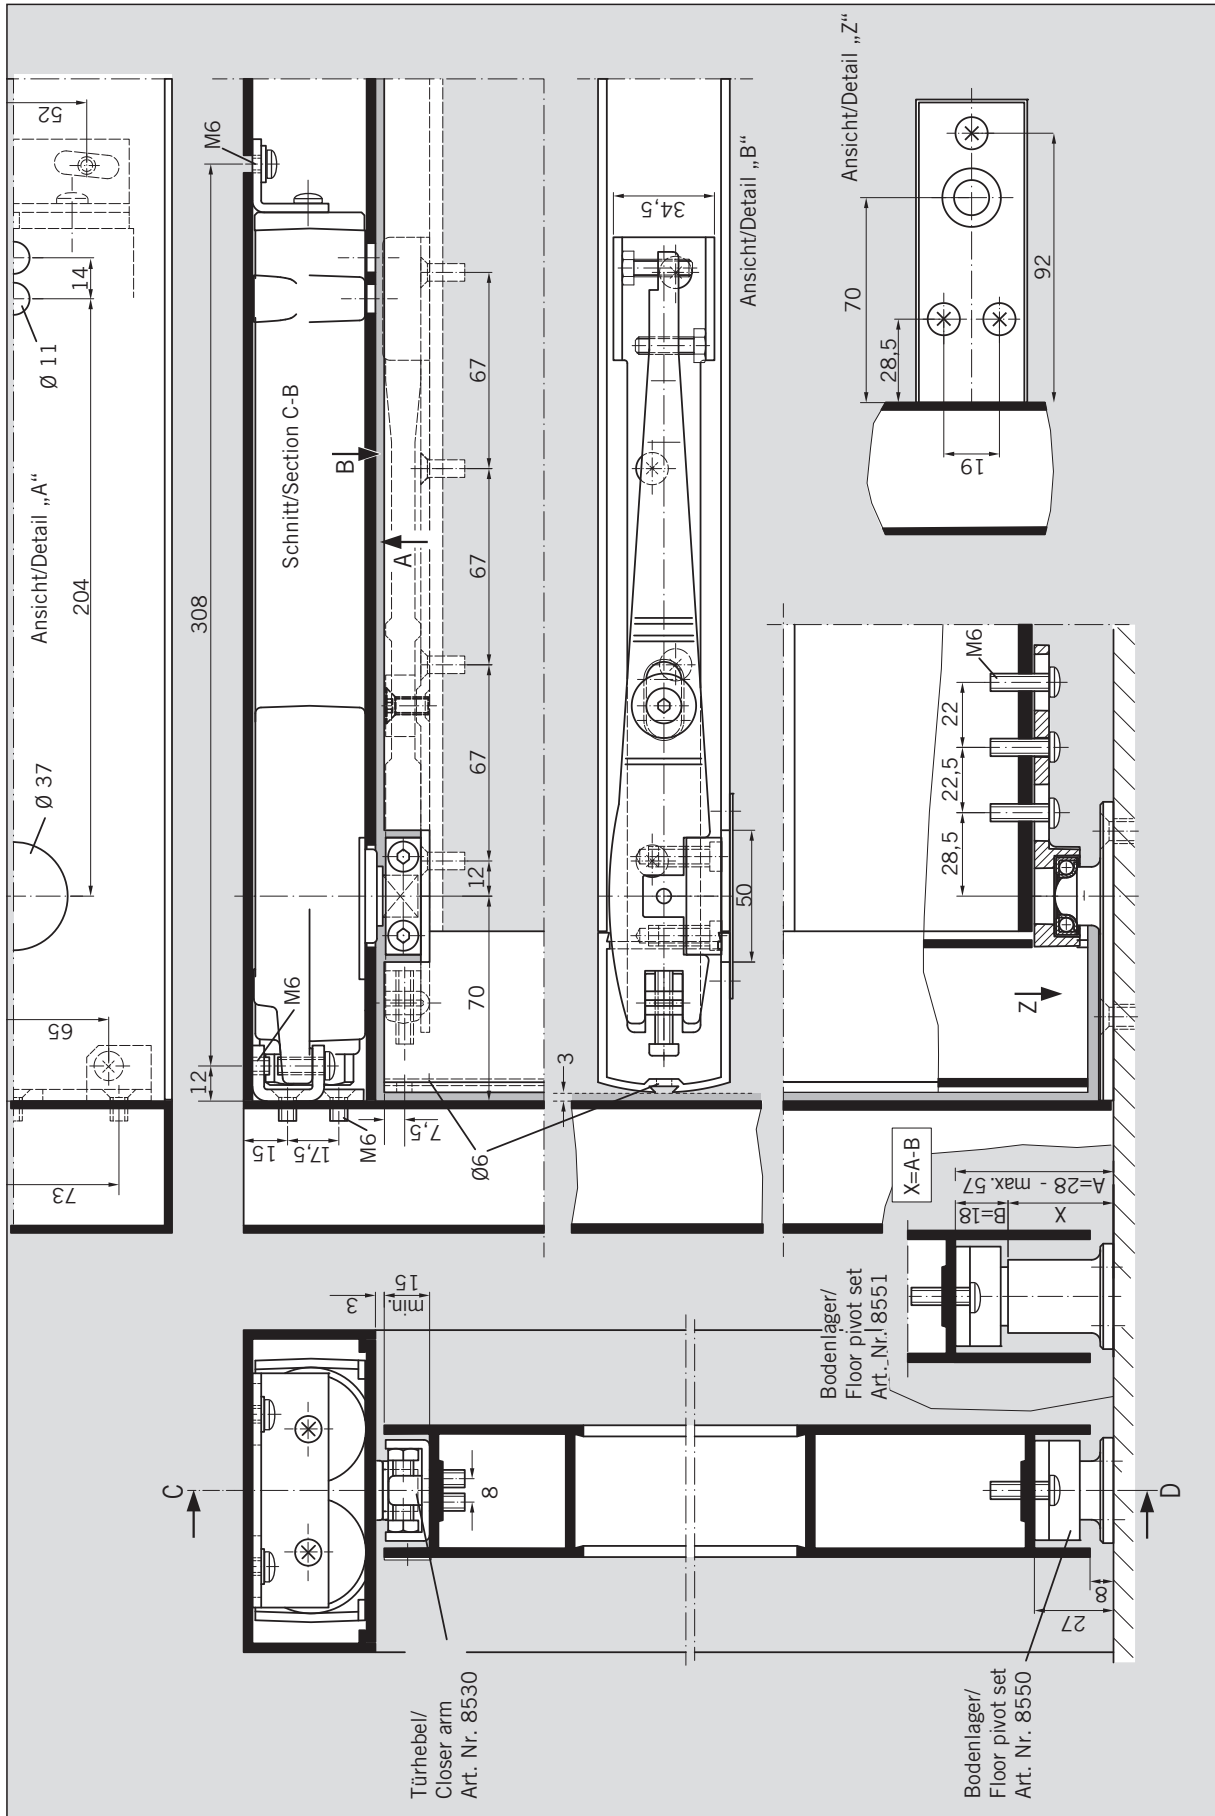 52
14
Ø 11
Ansicht/Detail „A“
204
Ø 37
65
73
M6
308
Schnitt/Section C-B
B
A
67
67
67
12
70
M6
12
15
17,5
M6
7,5
Ø6
3
34,5
Ansicht/Detail „B“
50
Ansicht/Detail „Z“
70
92
28,5
19
M6
22
22,5
28,5
Z
X=A-B
A=28 - max. 57
B=18
X
Bodenlager/
Floor pivot set
Art. Nr. 8551
3
min.
15
C
8
D
8
27
Türhebel/
Closer arm
Art. Nr. 8530
Bodenlager/
Floor pivot set
Art. Nr. 8550